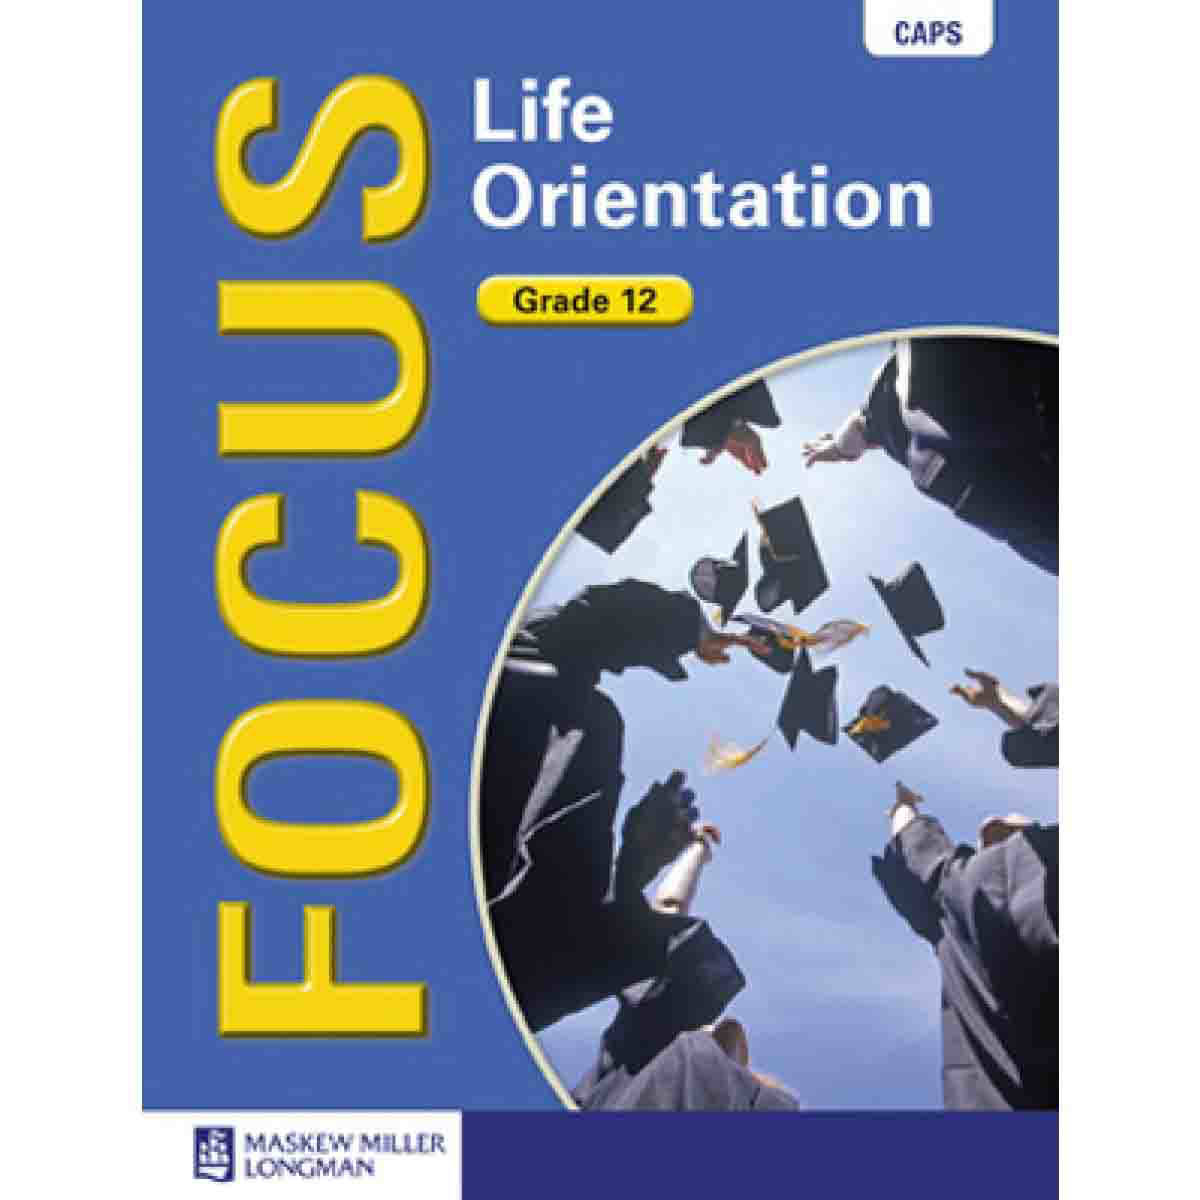 CAPS
FOCUS
Life
Orientation
Grade 12
MASKEW MILLER
LONGMAN